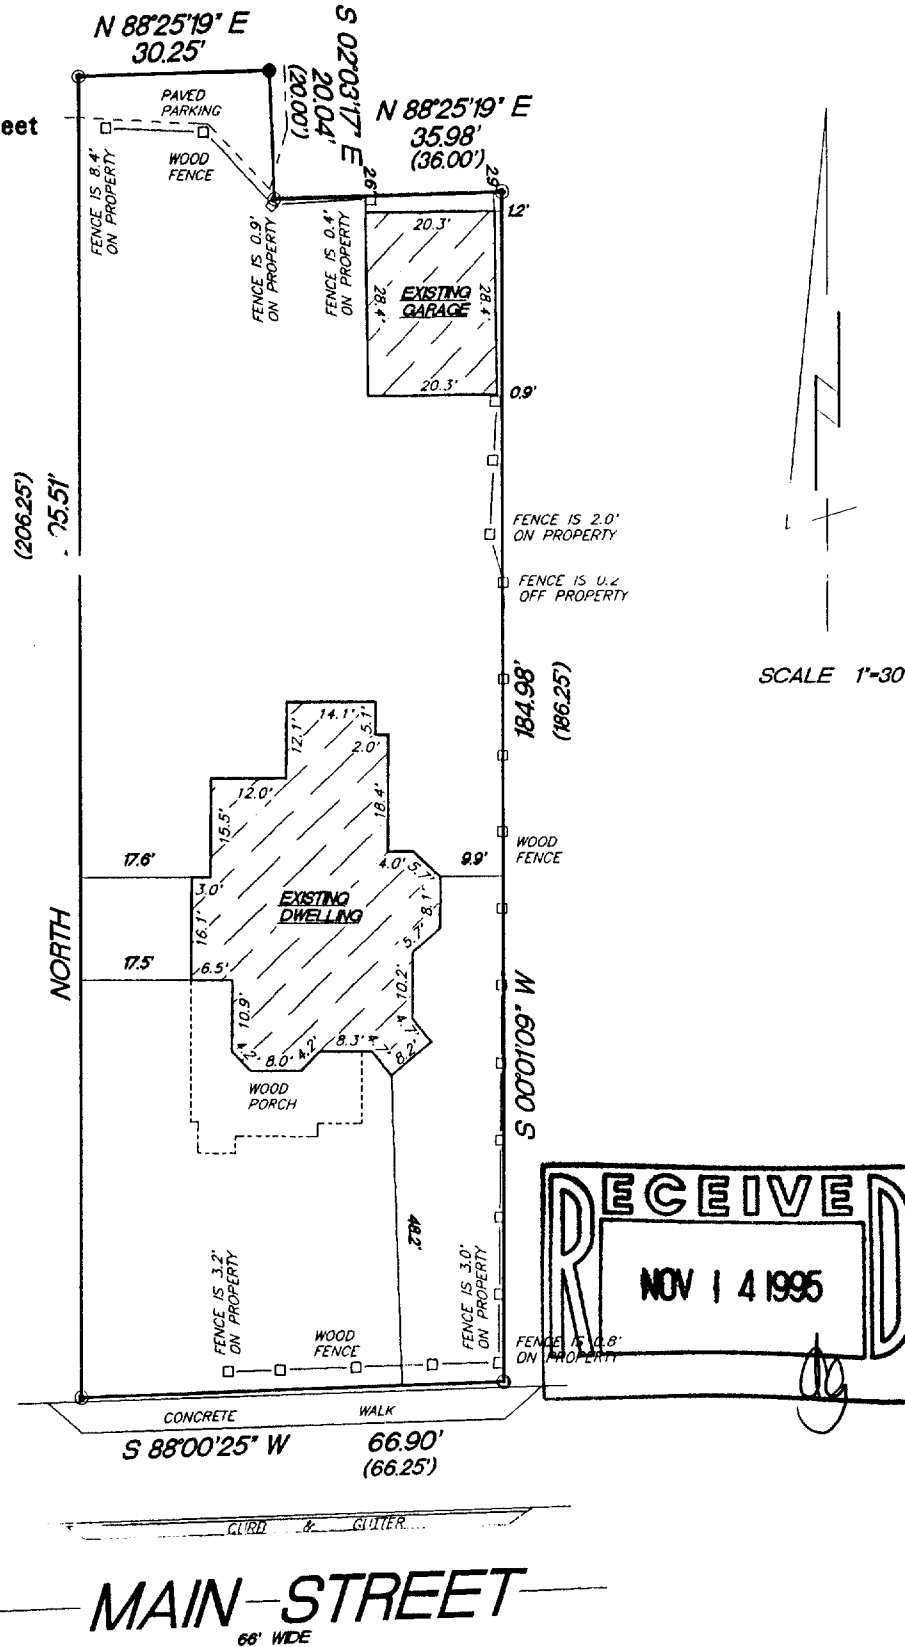 N 88°25'19" E
30.25'
S 02°03'17" E
20.04'
(20.00')
N 88°25'19" E
35.98'
(36.00')
eet
PAVED
PARKING
WOOD
FENCE
FENCE IS 8.4'
ON PROPERTY
FENCE IS 0.9'
ON PROPERTY
FENCE IS 0.4'
ON PROPERTY
1.2'
20.3'
28.4'
EXISTING
GARAGE
28.4'
20.3'
0.9'
(206.25')
FENCE IS 2.0'
ON PROPERTY
FENCE IS 0.2
OFF PROPERTY
184.98'
(186.25')
SCALE 1"=30
14.1'
5.1'
12.1'
2.0'
12.0'
15.5'
18.4'
17.6'
3.0'
4.0'
5.7'
9.9'
WOOD
FENCE
EXISTING
DWELLING
16.1'
8.1'
5.7'
NORTH
17.5'
6.5'
10.9'
10.2'
S 00°01'09" W
8.0'
4.2'
8.3'
8.2'
WOOD
PORCH
48.2'
RECEIVED
NOV 14 1995
FENCE IS 3.2'
ON PROPERTY
WOOD
FENCE
FENCE IS 3.0'
ON PROPERTY
FENCE IS 0.8'
ON PROPERTY
CONCRETE WALK
S 88°00'25" W 66.90'
(66.25')
CURB & GUTTER
MAIN STREET
66' WIDE